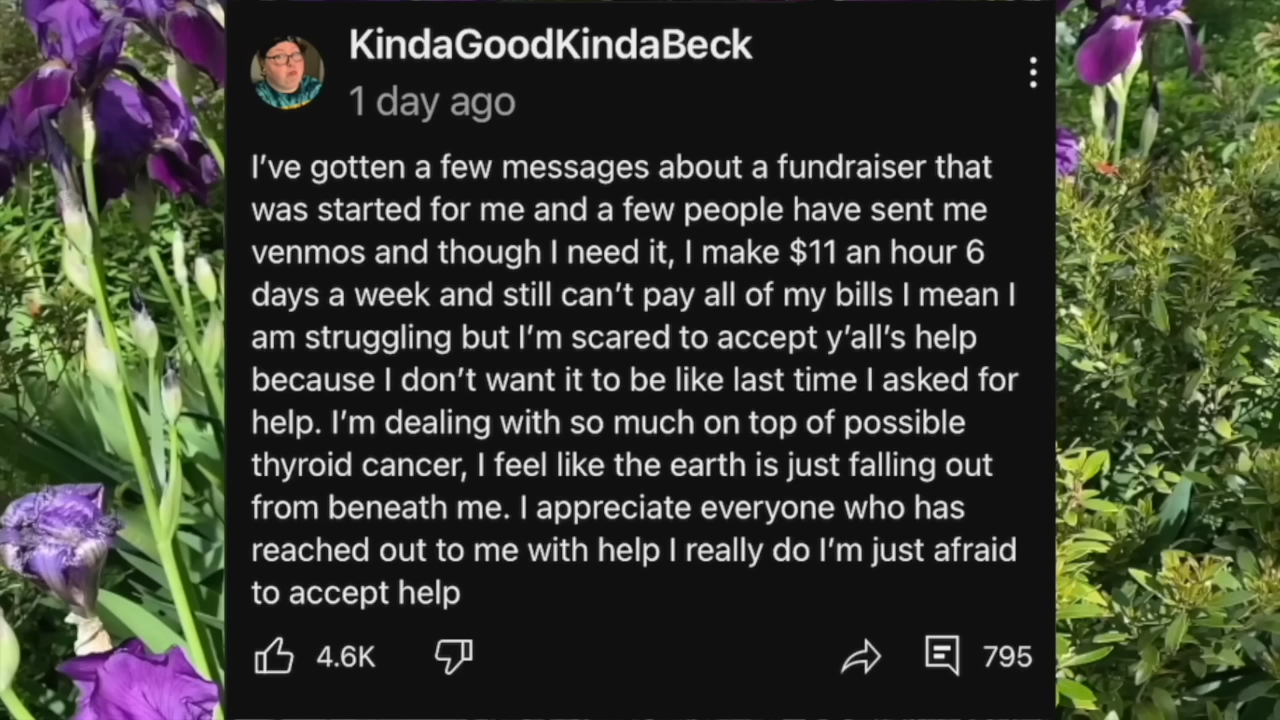 KindaGoodKindaBeck
1 day ago
I've gotten a few messages about a fundraiser that
was started for me and a few people have sent me
venmos and though I need it, I make $11 an hour 6
days a week and still can't pay all of my bills I mean I
am struggling but I'm scared to accept y'all's help
because I don't want it to be like last time I asked for
help. I'm dealing with so much on top of possible
thyroid cancer, I feel like the earth is just falling out
from beneath me. I appreciate everyone who has
reached out to me with help I really do I'm just afraid
to accept help
4.6K
795